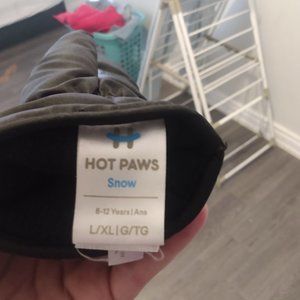 HOT PAWS
Snow
8-12 Years | Ans
L/XL | G/TG